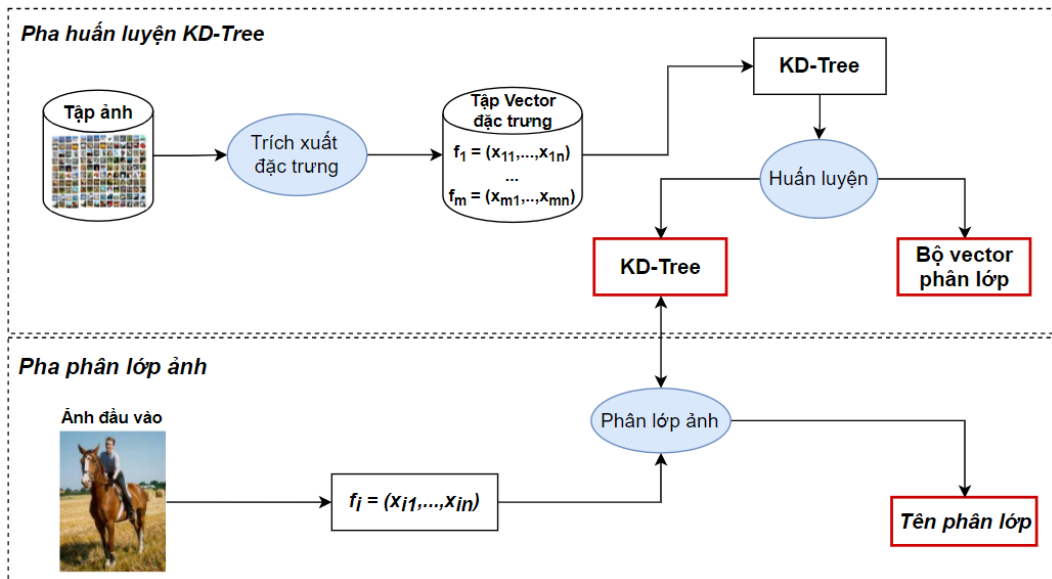 Pha huấn luyện KD-Tree
Tập ảnh
Trích xuất
đặc trưng
Tập Vector
đặc trưng
f1 = (x11,...,x1n)
...
fm = (xm1,..,xmn)
KD-Tree
Huấn luyện
KD-Tree
Bộ vector
phân lớp
Pha phân lớp ảnh
Ảnh đầu vào
fi = (xi1,...,xin)
Phân lớp ảnh
Tên phân lớp